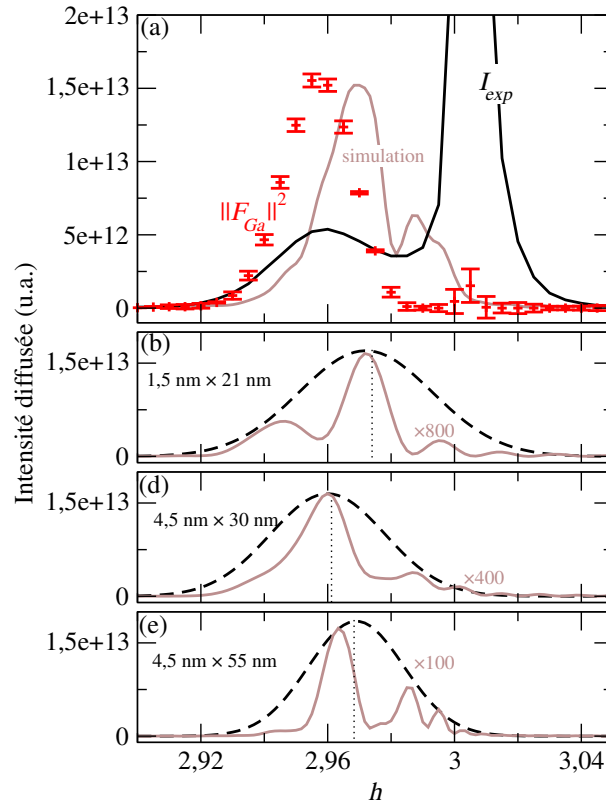 2e+13
(a)
1,5e+13
I_exp
1e+13
simulation
||F_Ga||²
5e+12
0
Intensité diffusée (u.a.)
(b)
1,5e+13
1,5 nm × 21 nm
×800
0
(d)
1,5e+13
4,5 nm × 30 nm
×400
0
(e)
1,5e+13
4,5 nm × 55 nm
×100
0
2,92 2,96 3 3,04
h